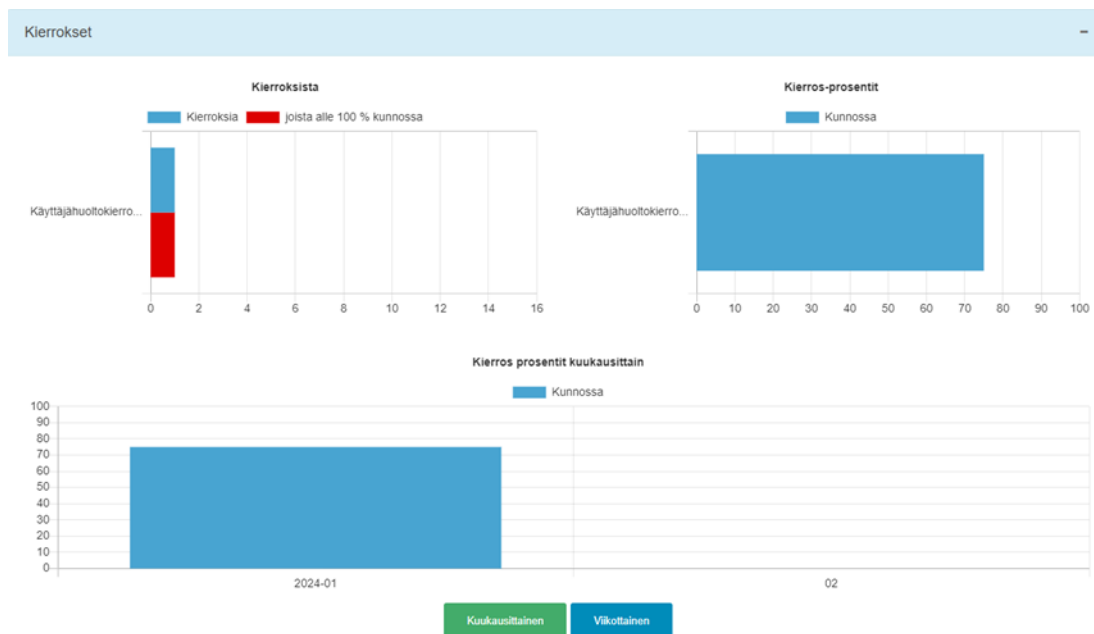 Kierrokset
−
Kierroksista
Kierroksia joista alle 100 % kunnossa
Käyttäjähuoltokierro...
0 2 4 6 8 10 12 14 16
Kierros-prosentit
Kunnossa
Käyttäjähuoltokierro...
0 10 20 30 40 50 60 70 80 90 100
Kierros prosentit kuukausittain
Kunnossa
100
90
80
70
60
50
40
30
20
10
0
2024-01 02
Kuukausittainen Viikottainen